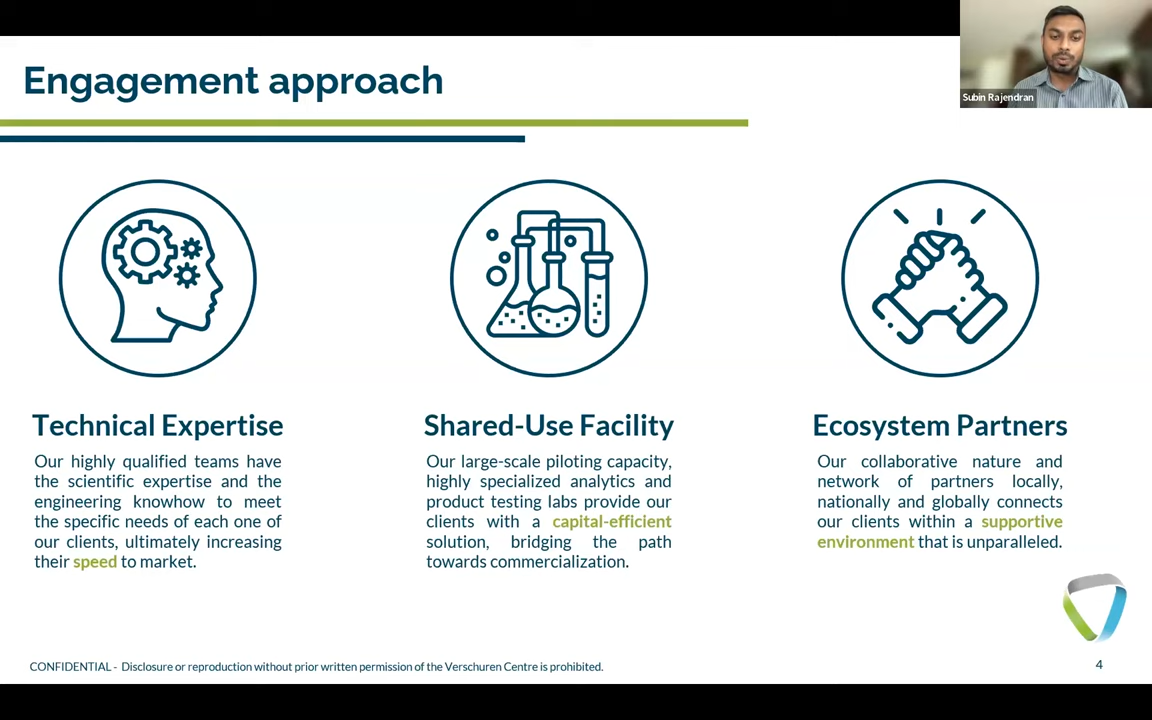 Engagement approach
Subin Rajendran
Technical Expertise
Our highly qualified teams have
the scientific expertise and the
engineering knowhow to meet
the specific needs of each one of
our clients, ultimately increasing
their speed to market.
Shared-Use Facility
Our large-scale piloting capacity,
highly specialized analytics and
product testing labs provide our
clients with a capital-efficient
solution, bridging the path
towards commercialization.
Ecosystem Partners
Our collaborative nature and
network of partners locally,
nationally and globally connects
our clients within a supportive
environment that is unparalleled.
CONFIDENTIAL - Disclosure or reproduction without prior written permission of the Verschuren Centre is prohibited.
4